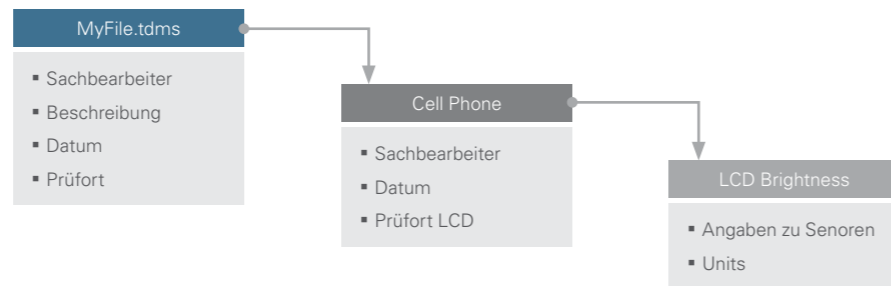 MyFile.tdms
▪ Sachbearbeiter
▪ Beschreibung
▪ Datum
▪ Prüfort
Cell Phone
▪ Sachbearbeiter
▪ Datum
▪ Prüfort LCD
LCD Brightness
▪ Angaben zu Senoren
▪ Units